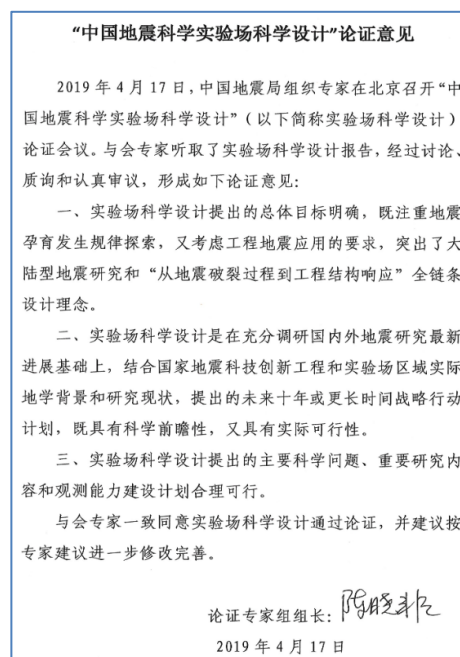 “中国地震科学实验场科学设计”论证意见
2019 年 4 月 17 日,中国地震局组织专家在北京召开“中
国地震科学实验场科学设计”(以下简称实验场科学设计)
论证会议。与会专家听取了实验场科学设计报告,经过讨论、
质询和认真审议，形成如下论证意见:
一、实验场科学设计提出的总体目标明确，既注重地震
孕育发生规律探索，又考虑工程地震应用的要求，突出了大
陆型地震研究和“从地震破裂过程到工程结构响应”全链条
设计理念。
二、实验场科学设计是在充分调研国内外地震研究最新
进展基础上，结合国家地震科技创新工程和实验场区域实际
地学背景和研究现状，提出的未来十年或更长时间战略行动
计划，既具有科学前瞻性，又具有实际可行性。
三、实验场科学设计提出的主要科学问题、重要研究内
容和观测能力建设计划合理可行。
与会专家一致同意实验场科学设计通过论证，并建议按
专家建议进一步修改完善。
论证专家组组长: 陈晓非
2019 年 4 月 17 日